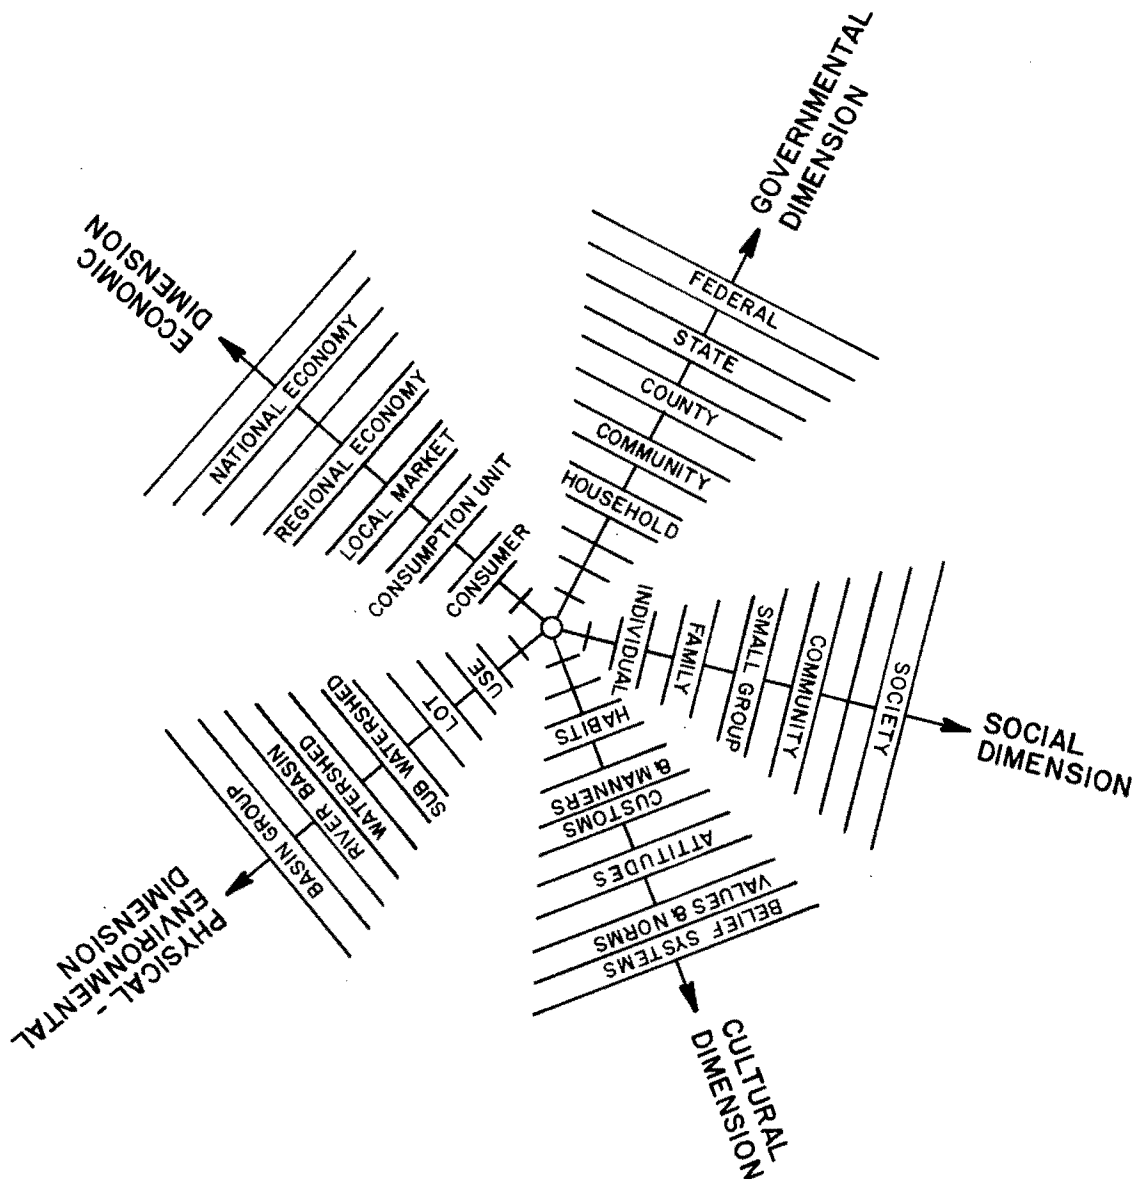 GOVERNMENTAL
DIMENSION
FEDERAL
STATE
COUNTY
COMMUNITY
HOUSEHOLD
SOCIAL
DIMENSION
SOCIETY
COMMUNITY
SMALL GROUP
FAMILY
INDIVIDUAL
CULTURAL
DIMENSION
HABITS
CUSTOMS
& MANNERS
ATTITUDES
VALUES & NORMS
BELIEF SYSTEMS
PHYSICAL -
ENVIRONMENTAL
DIMENSION
USE
LOT
SUB WATERSHED
WATERSHED
RIVER BASIN
BASIN GROUP
ECONOMIC
DIMENSION
NATIONAL ECONOMY
REGIONAL ECONOMY
LOCAL MARKET
CONSUMPTION UNIT
CONSUMER